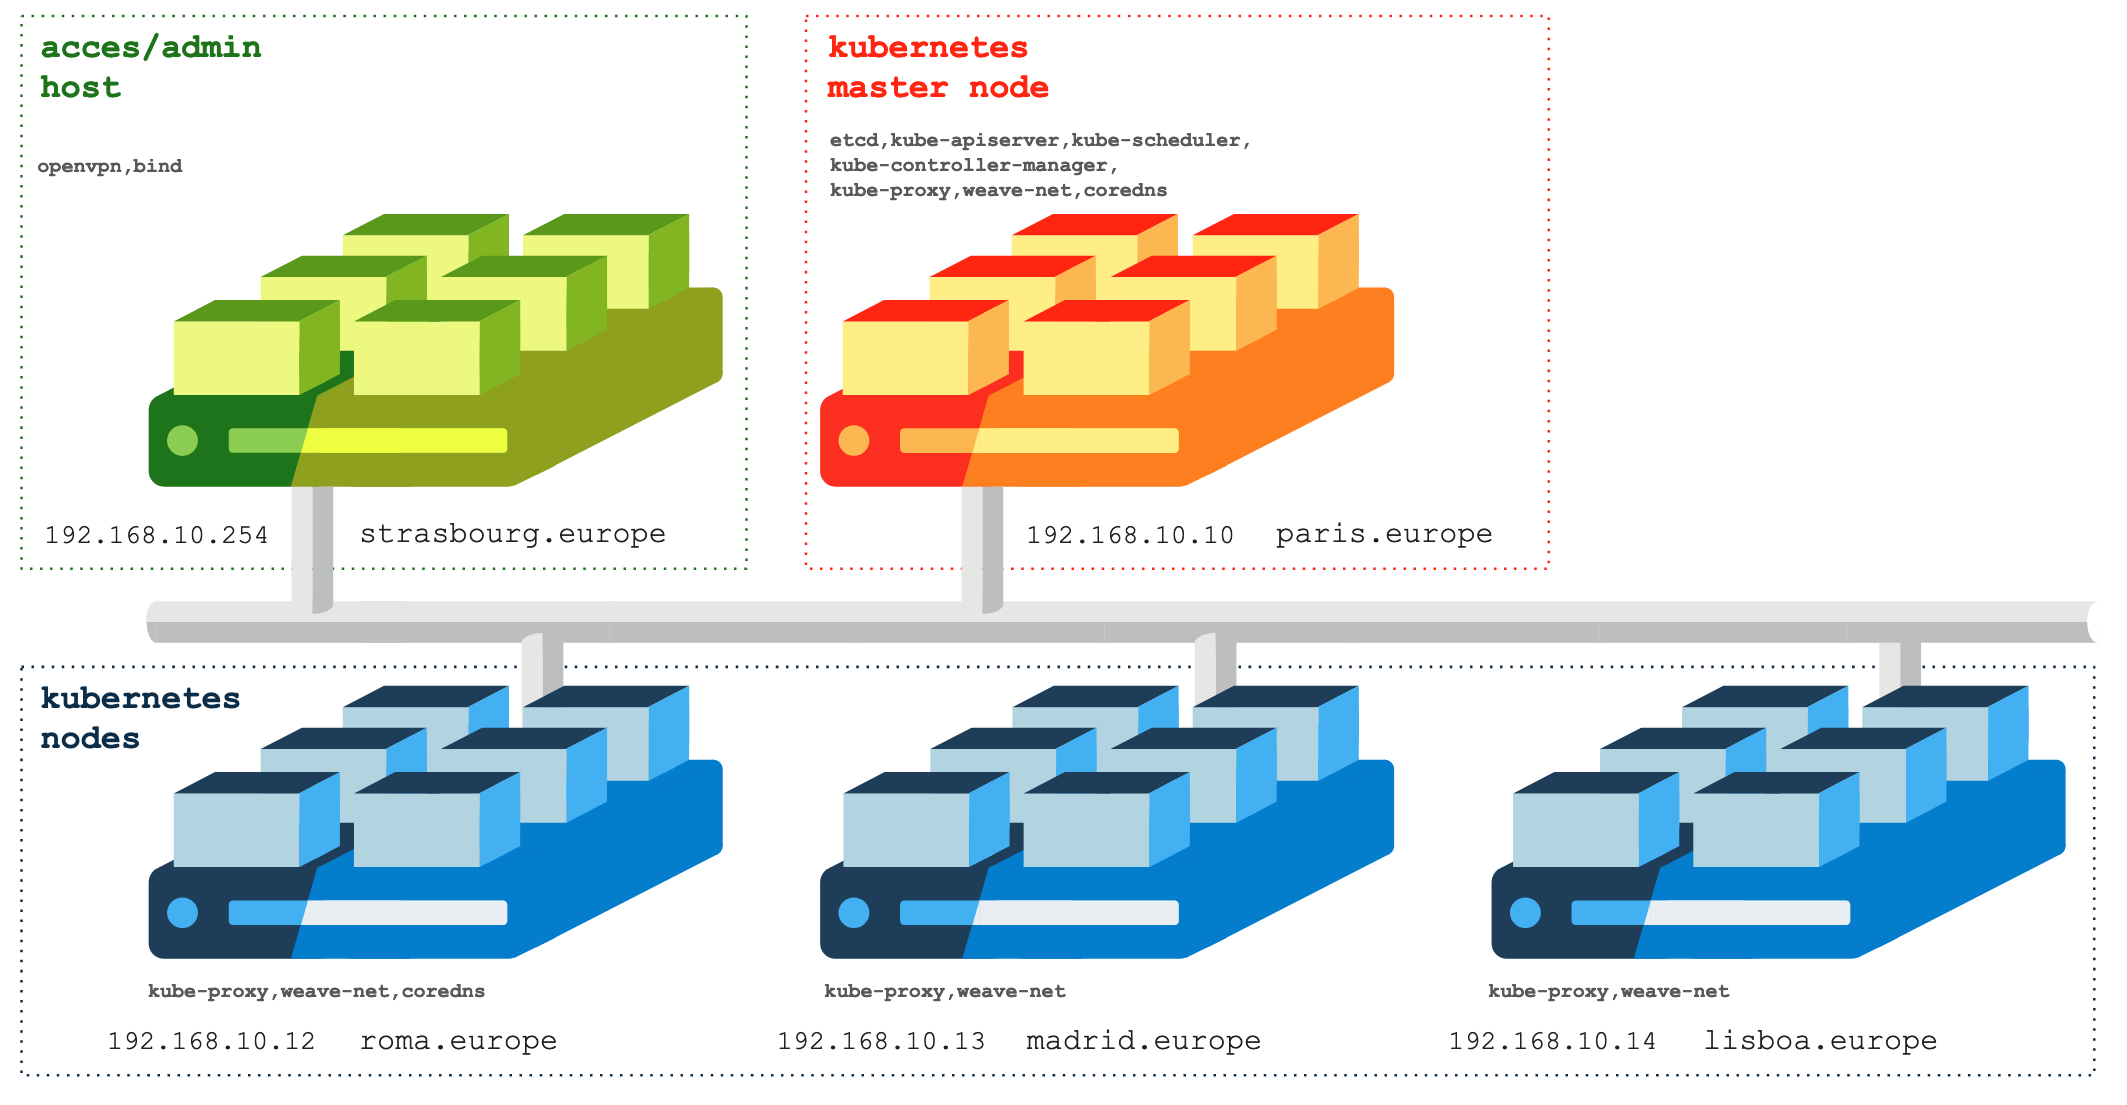 acces/admin
host
openvpn,bind
192.168.10.254 strasbourg.europe
kubernetes
master node
etcd,kube-apiserver,kube-scheduler,
kube-controller-manager,
kube-proxy,weave-net,coredns
192.168.10.10 paris.europe
kubernetes
nodes
kube-proxy,weave-net,coredns
192.168.10.12 roma.europe
kube-proxy,weave-net
192.168.10.13 madrid.europe
kube-proxy,weave-net
192.168.10.14 lisboa.europe